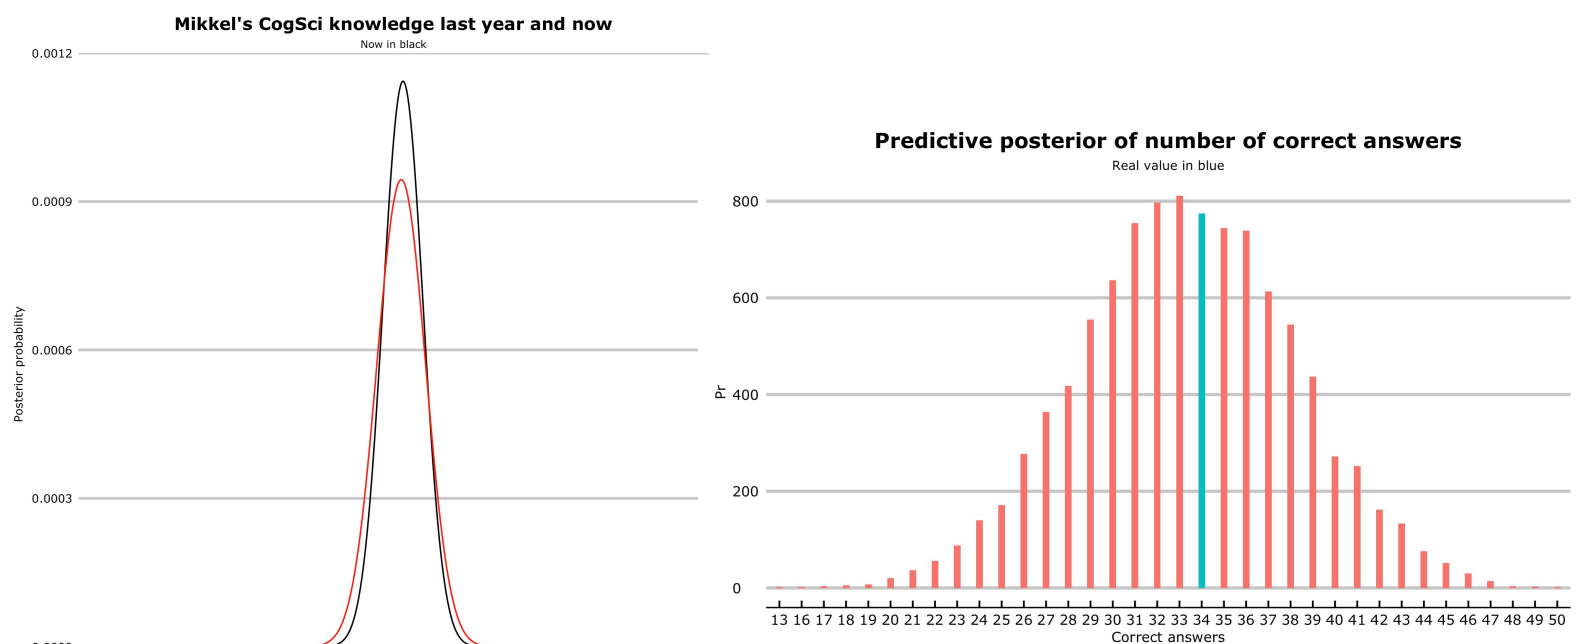 Mikkel's CogSci knowledge last year and now
Now in black
0.0012
0.0009
0.0006
0.0003
Posterior probability
Predictive posterior of number of correct answers
Real value in blue
800
600
400
200
0
Pr
13 16 17 18 19 20 21 22 23 24 25 26 27 28 29 30 31 32 33 34 35 36 37 38 39 40 41 42 43 44 45 46 47 48 49 50
Correct answers